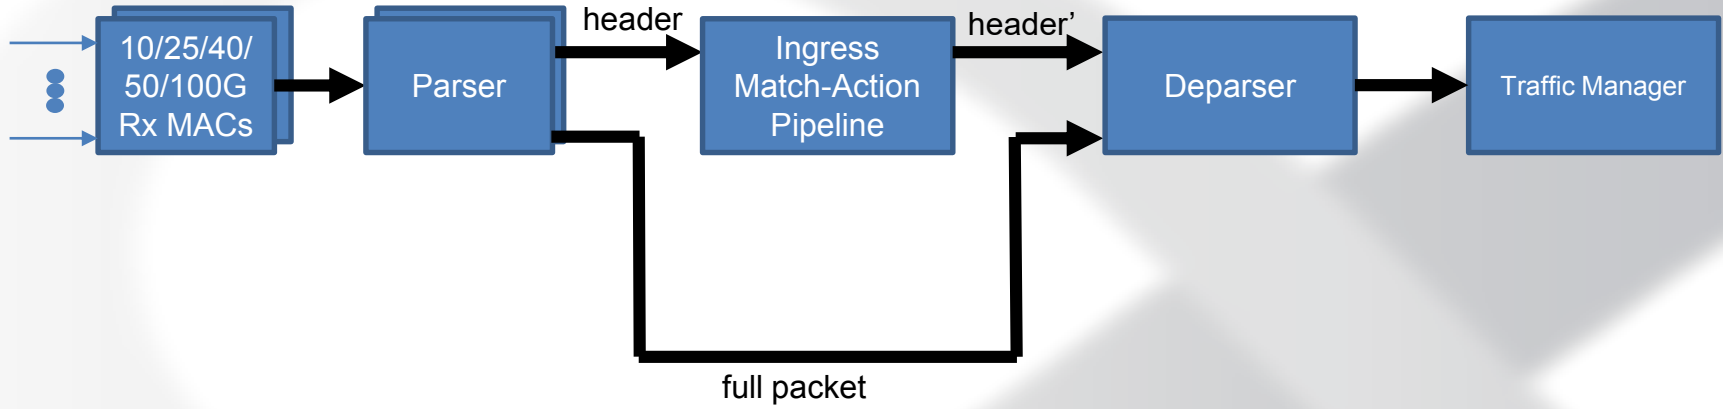 header
header’
10/25/40/
50/100G
Rx MACs
Parser
Ingress
Match-Action
Pipeline
Deparser
Traffic Manager
full packet